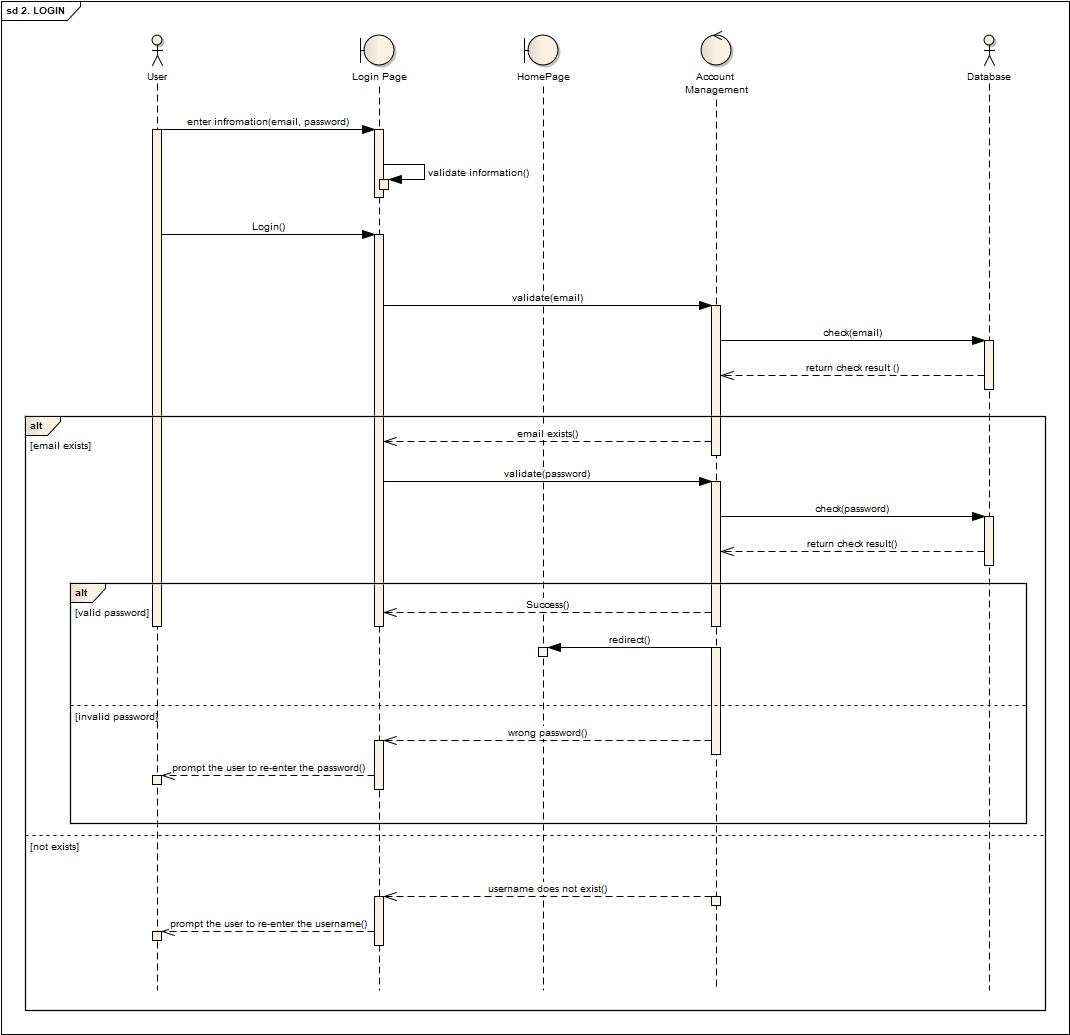 sd 2. LOGIN
User
Login Page
HomePage
Account
Management
Database
enter infromation(email, password)
validate information()
Login()
validate(email)
check(email)
return check result ()
alt
[email exists]
email exists()
validate(password)
check(password)
return check result()
alt
[valid password]
Success()
redirect()
[invalid password]
wrong password()
prompt the user to re-enter the password()
[not exists]
username does not exist()
prompt the user to re-enter the username()